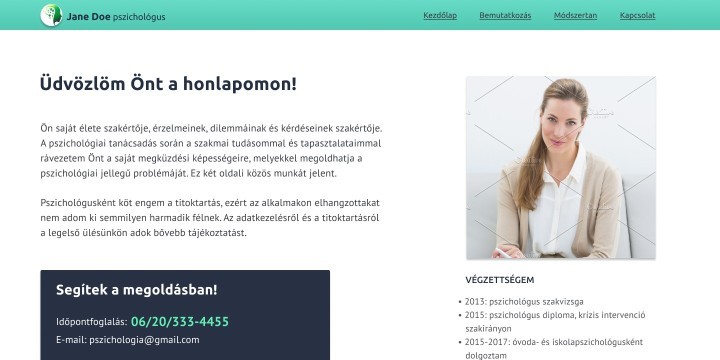 Jane Doe pszichológus
Kezdőlap
Bemutatkozás
Módszertan
Kapcsolat
Üdvözlöm Önt a honlapomon!
Ön saját élete szakértője, érzelmeinek, dilemmáinak és kérdéseinek szakértője.
A pszichológiai tanácsadás során a szakmai tudásommal és tapasztalataimmal
rávezetem Önt a saját megküzdési képességeire, melyekkel megoldhatja a
pszichológiai jellegű problémáját. Ez két oldali közös munkát jelent.
Pszichológusként köt engem a titoktartás, ezért az alkalmakon elhangzottakat
nem adom ki semmilyen harmadik félnek. Az adatkezelésről és a titoktartásról
a legelső ülésünkön adok bővebb tájékoztatást.
Segítek a megoldásban!
Időpontfoglalás: 06/20/333-4455
E-mail: pszichologia@gmail.com
VÉGZETTSÉGEM
• 2013: pszichológus szakvizsga
• 2015: pszichológus diploma, krízis intervenció
szakirányon
• 2015-2017: óvoda- és iskolapszichológusként
dolgoztam